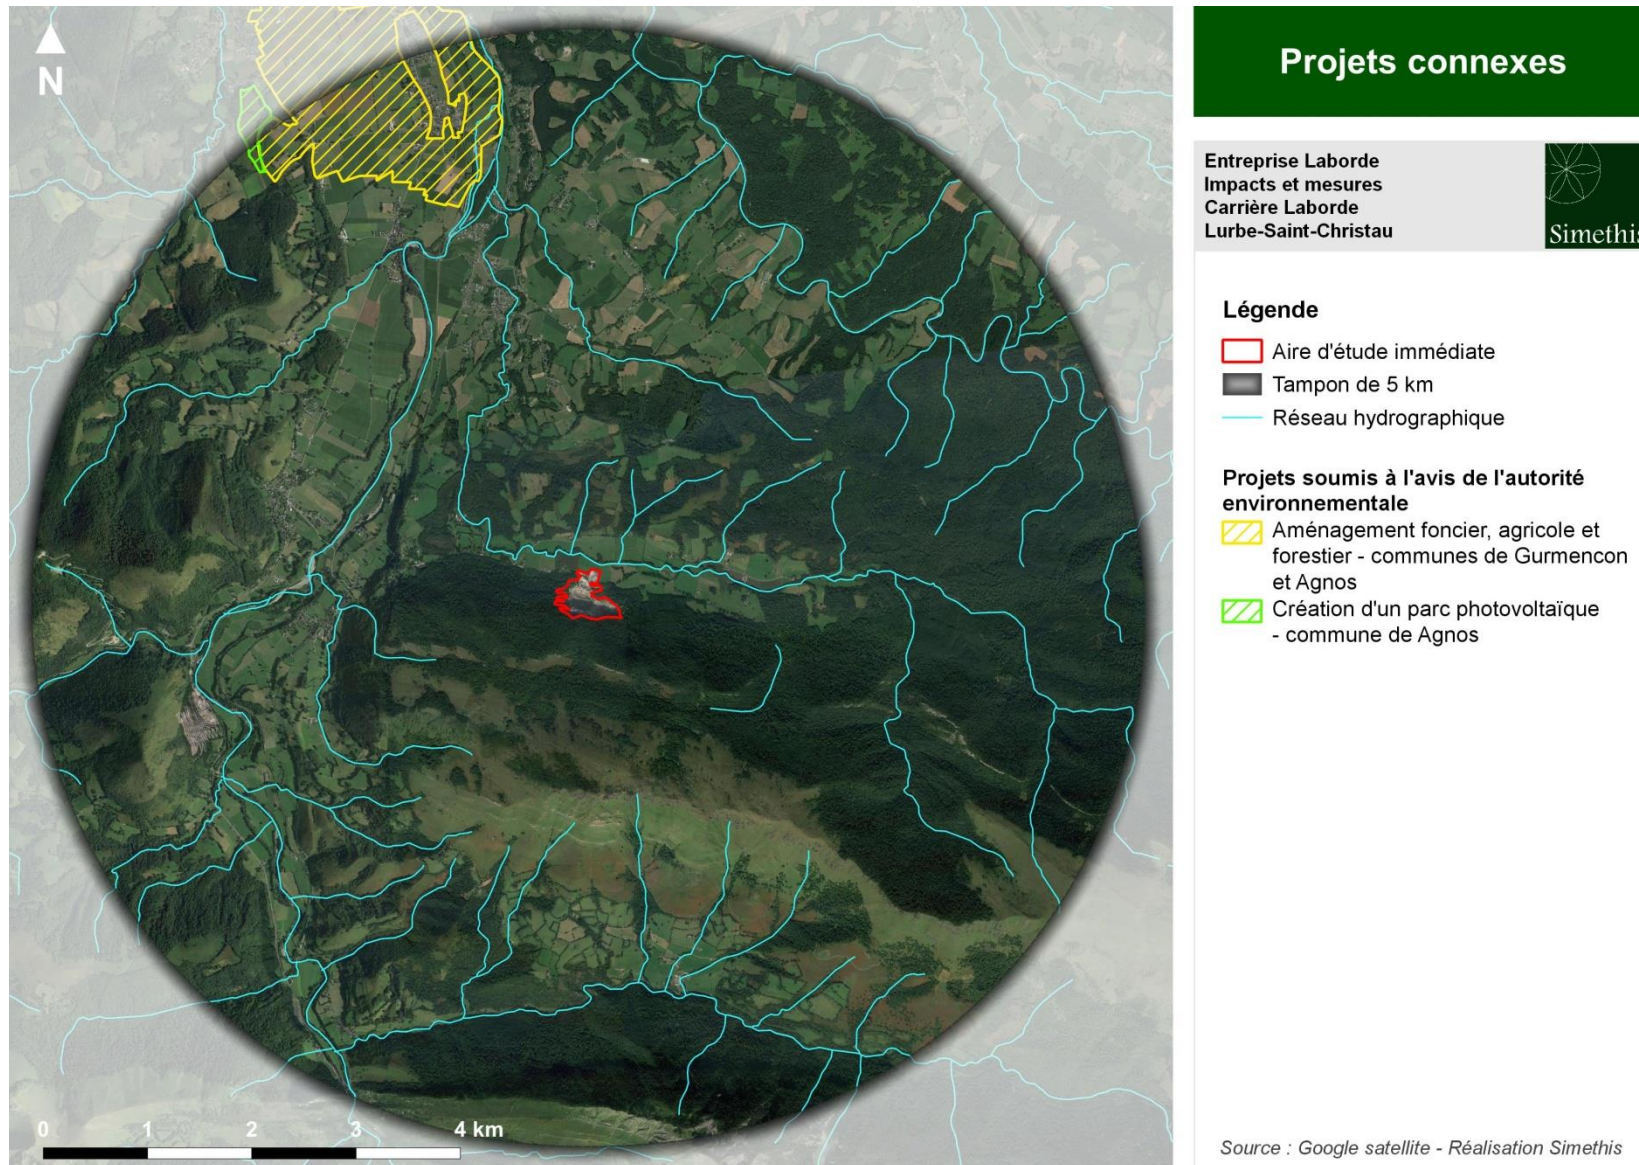 N
Projets connexes
Entreprise Laborde
Impacts et mesures
Carrière Laborde
Lurbe-Saint-Christau
Simethis
Légende
Aire d'étude immédiate
Tampon de 5 km
Réseau hydrographique
Projets soumis à l'avis de l'autorité
environnementale
Aménagement foncier, agricole et
forestier - communes de Gurmencon
et Agnos
Création d'un parc photovoltaïque
- commune de Agnos
0 1 2 3 4 km
Source : Google satellite - Réalisation Simethis